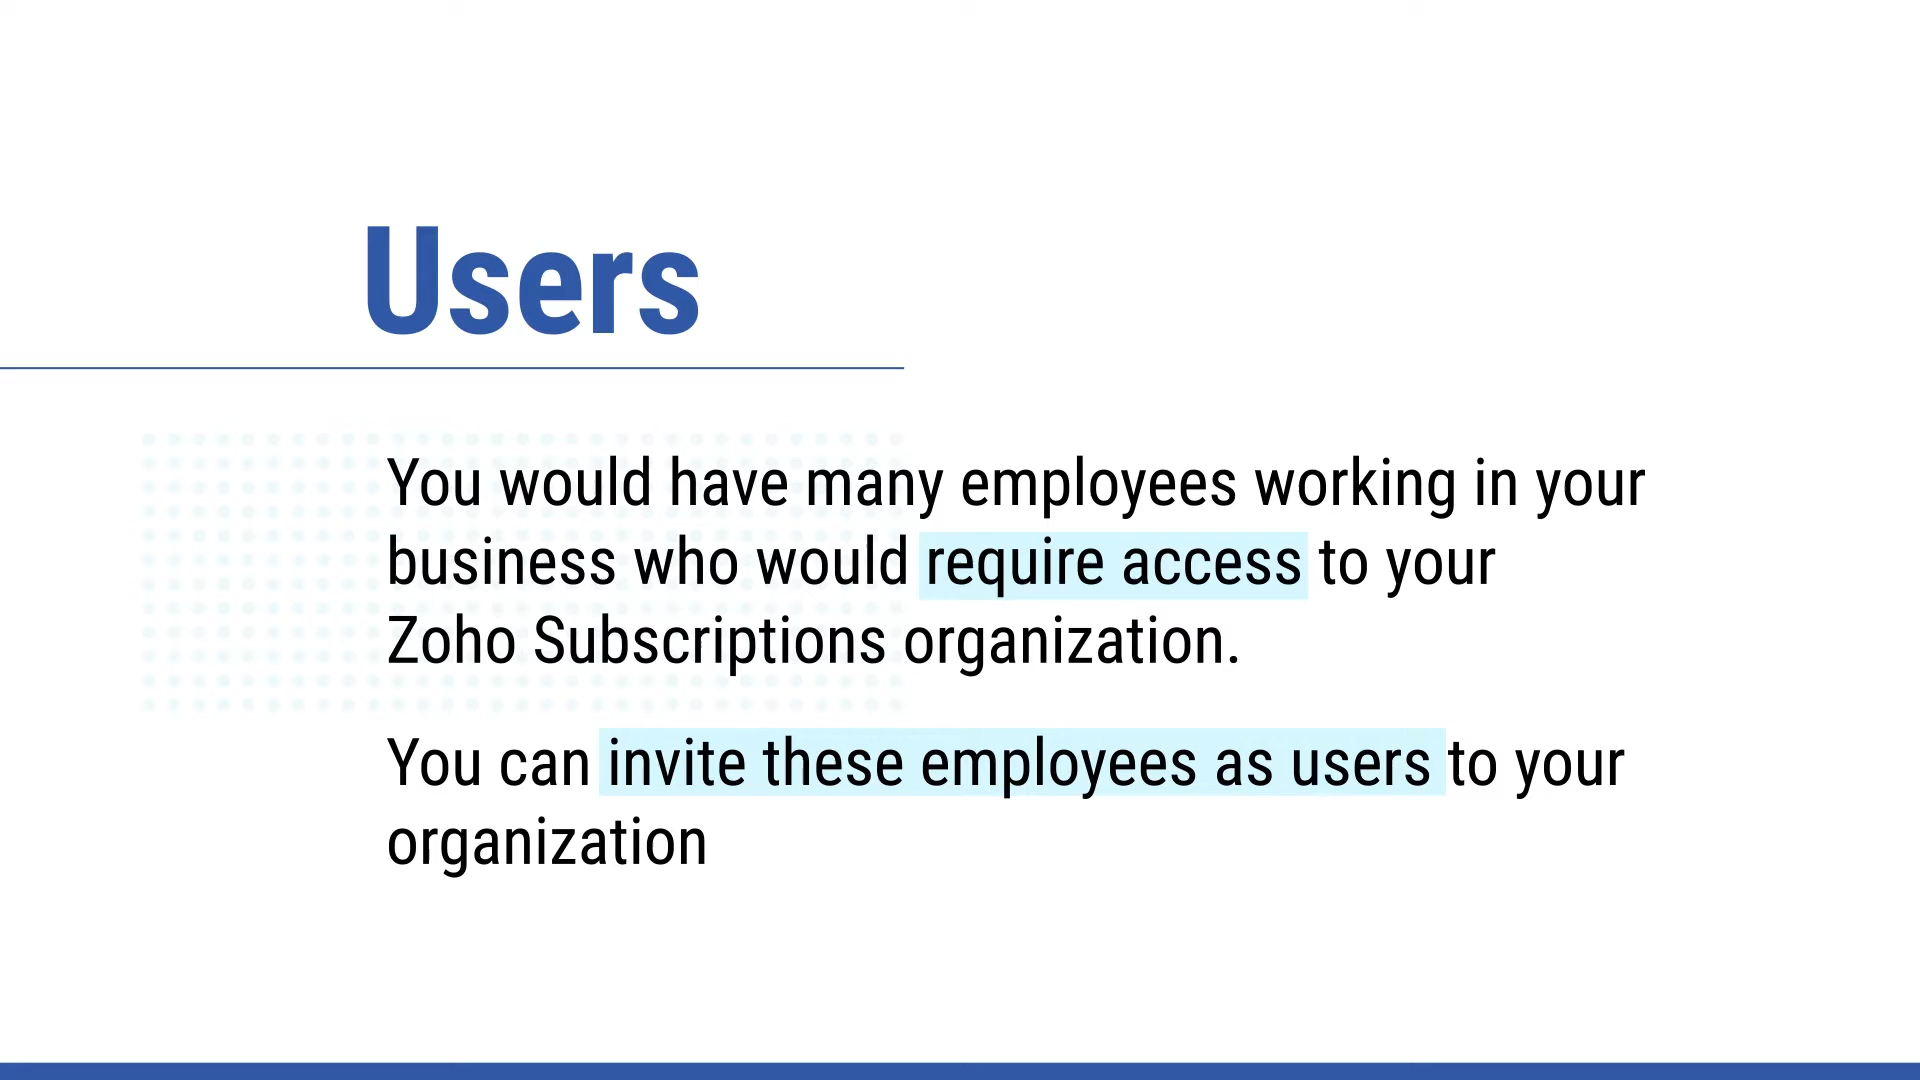 Users
You would have many employees working in your
business who would require access to your
Zoho Subscriptions organization.
You can invite these employees as users to your
organization